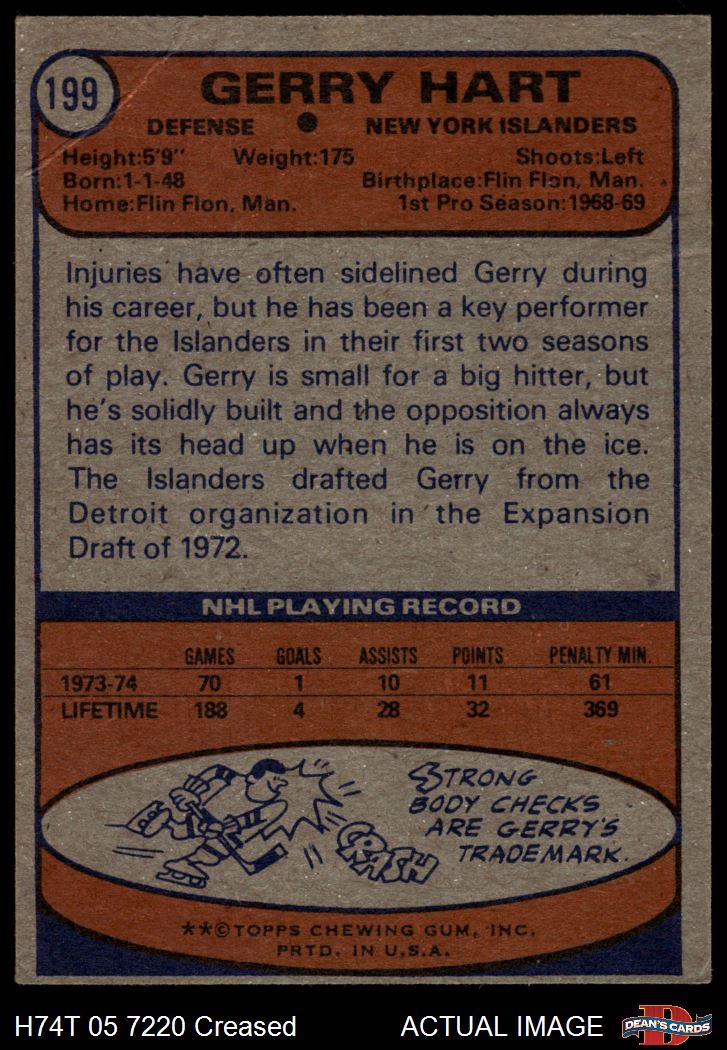 199
GERRY HART
DEFENSE ● NEW YORK ISLANDERS
Height:5'9" Weight:175 Shoots:Left
Born:1-1-48 Birthplace:Flin Flon, Man.
Home:Flin Flon, Man. 1st Pro Season:1968-69
Injuries have often sidelined Gerry during
his career, but he has been a key performer
for the Islanders in their first two seasons
of play. Gerry is small for a big hitter, but
he's solidly built and the opposition always
has its head up when he is on the ice.
The Islanders drafted Gerry from the
Detroit organization in the Expansion
Draft of 1972.
NHL PLAYING RECORD
GAMES GOALS ASSISTS POINTS PENALTY MIN.
1973-74 70 1 10 11 61
LIFETIME 188 4 28 32 369
STRONG
BODY CHECKS
ARE GERRY'S
TRADEMARK.
CRASH
**©TOPPS CHEWING GUM, INC.
PRTD. IN U.S.A.
H74T 05 7220 Creased ACTUAL IMAGE
D
DEAN'S CARDS